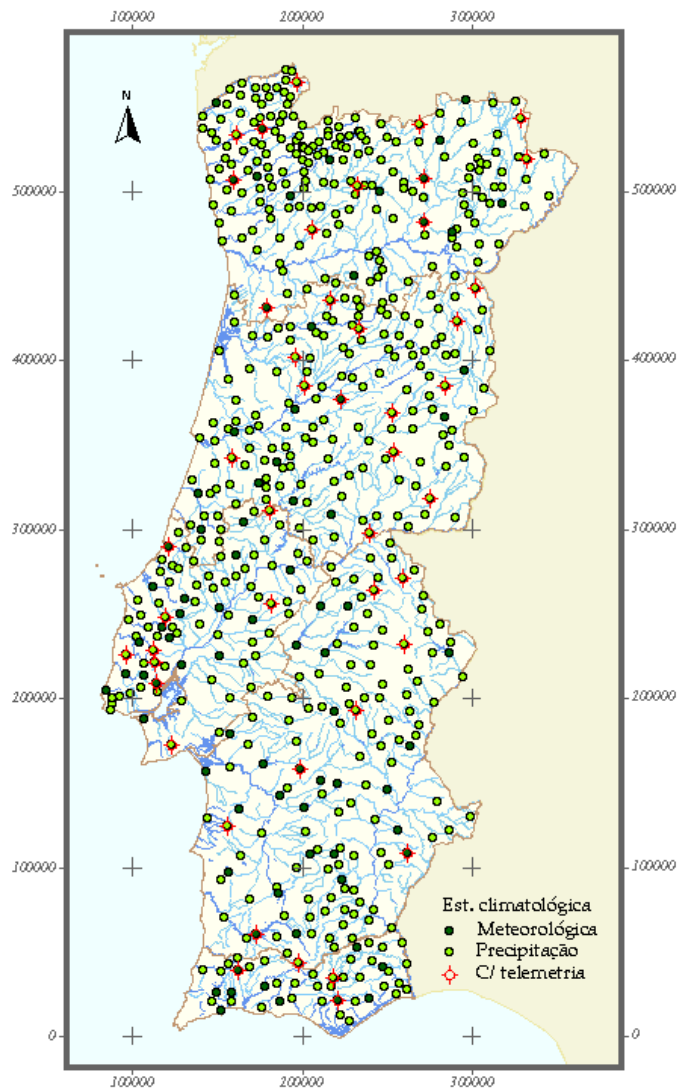 100000 200000 300000
N
500000 500000
400000 400000
300000 300000
200000 200000
100000 100000
Est. climatológica
Meteorológica
Precipitação
C/ telemetria
0 0
100000 200000 300000